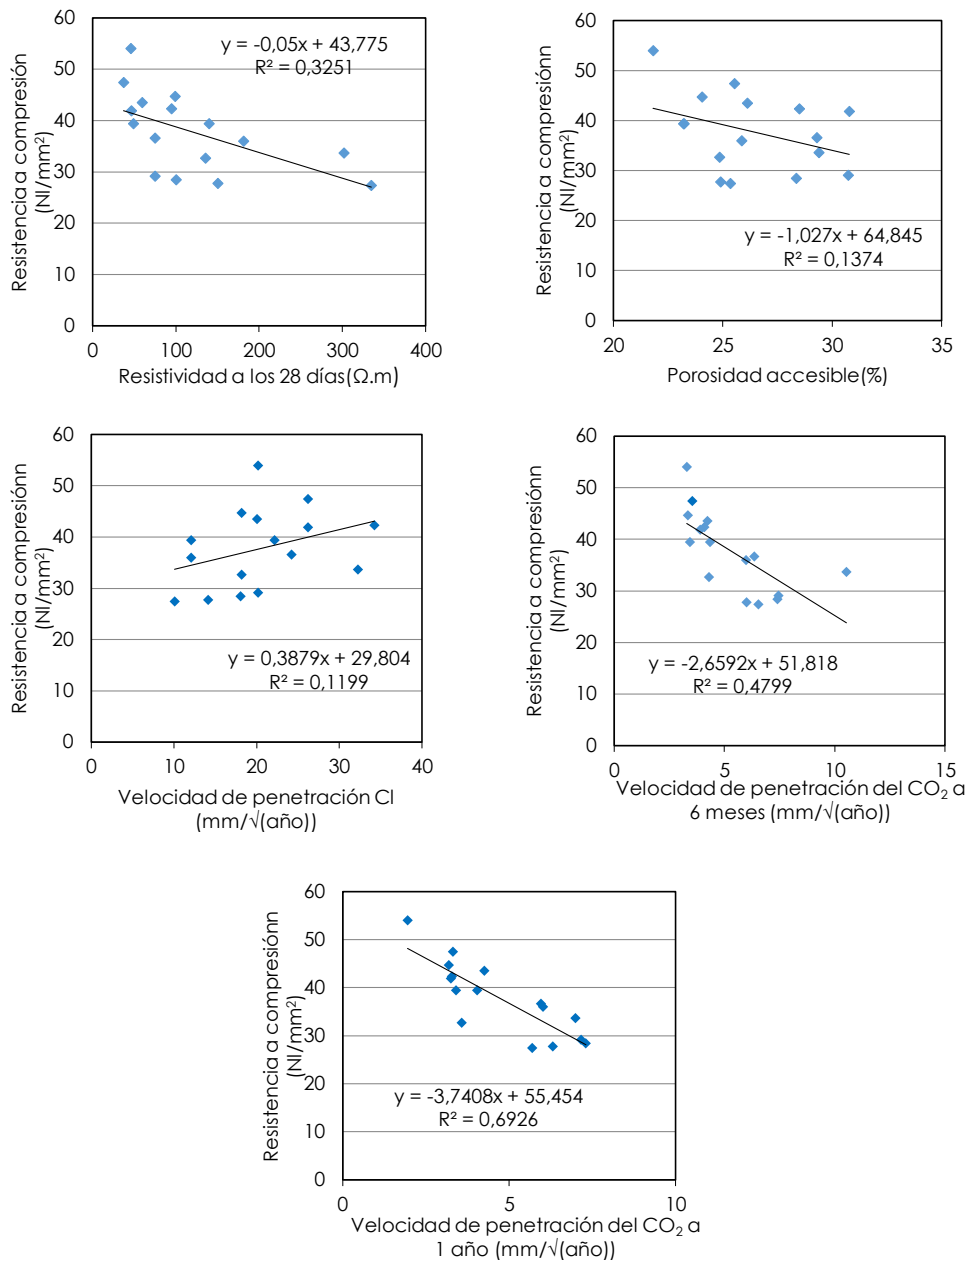 60
50
40
30
20
10
0
Resistencia a compresión
(Nl/mm²)
y = -0,05x + 43,775
R² = 0,3251
0 100 200 300 400
Resistividad a los 28 días(Ω.m)
60
50
40
30
20
10
0
Resistencia a compresiónn
(Nl/mm²)
y = -1,027x + 64,845
R² = 0,1374
20 25 30 35
Porosidad accesible(%)
60
50
40
30
20
10
0
Resistencia a compresiónn
(Nl/mm²)
y = 0,3879x + 29,804
R² = 0,1199
0 10 20 30 40
Velocidad de penetración Cl
(mm/√(año))
60
50
40
30
20
10
0
Resistencia a compresiónn
(Nl/mm²)
y = -2,6592x + 51,818
R² = 0,4799
0 5 10 15
Velocidad de penetración del CO₂ a
6 meses (mm/√(año))
60
50
40
30
20
10
0
Resistencia a compresiónn
(Nl/mm²)
y = -3,7408x + 55,454
R² = 0,6926
0 5 10
Velocidad de penetración del CO₂ a
1 año (mm/√(año))